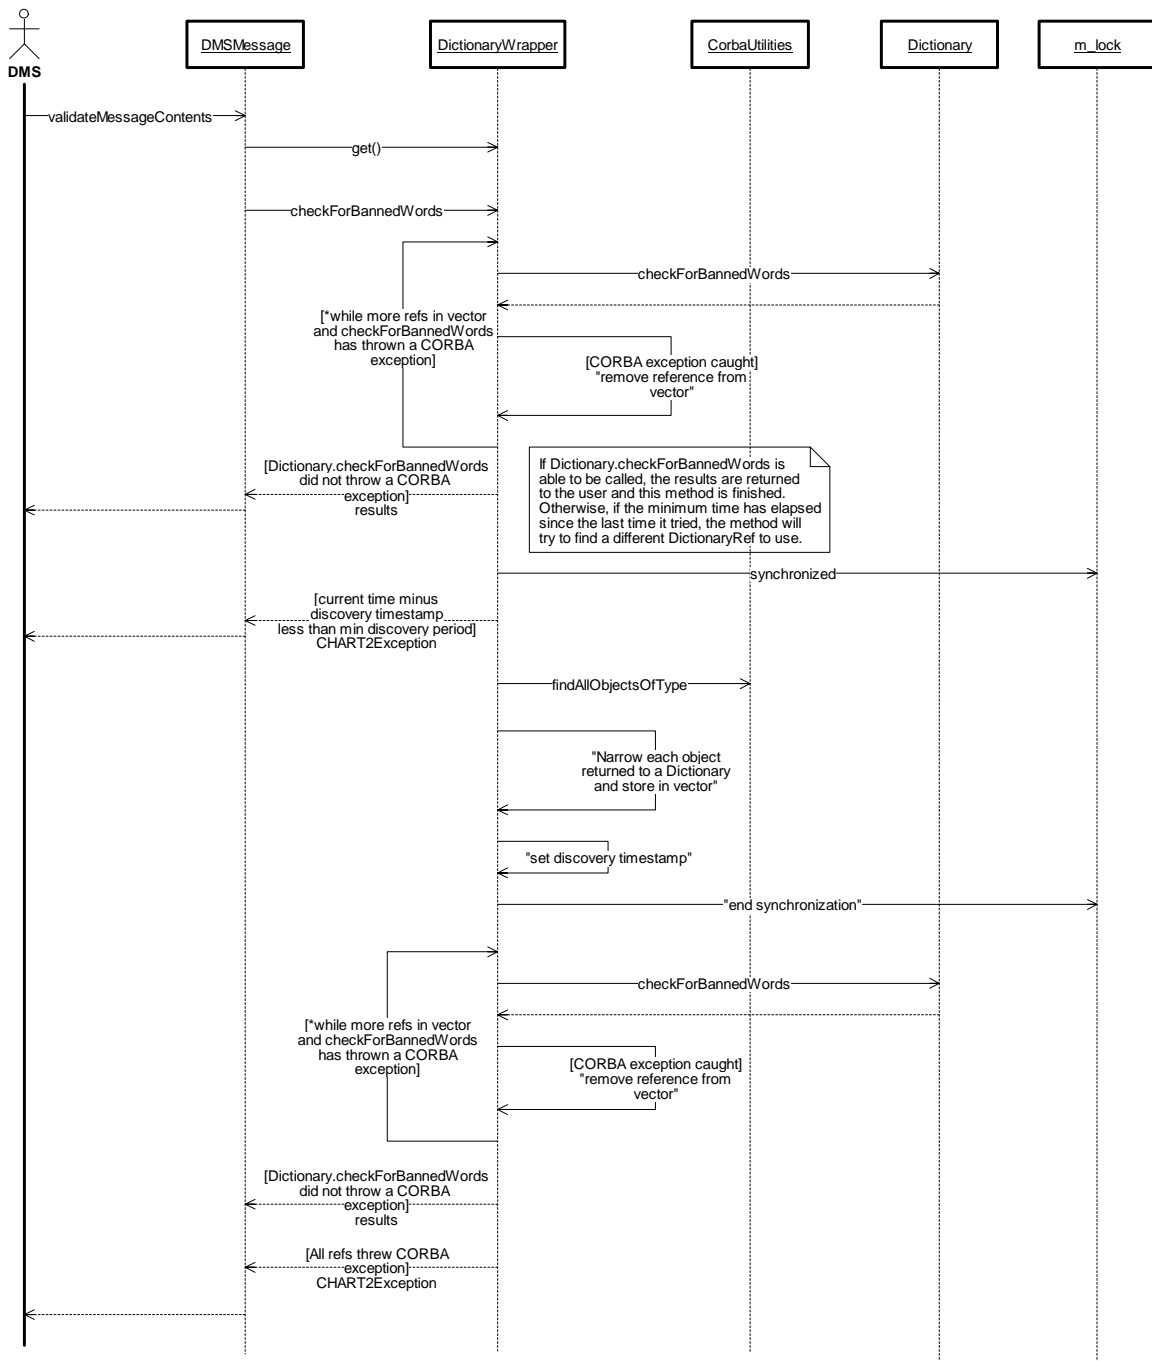 DMS
DMSMessage
DictionaryWrapper
CorbaUtilities
Dictionary
m_lock
validateMessageContents
get()
checkForBannedWords
checkForBannedWords
[*while more refs in vector
and checkForBannedWords
has thrown a CORBA
exception]
[CORBA exception caught]
"remove reference from
vector"
[Dictionary.checkForBannedWords
did not throw a CORBA
exception]
results
If Dictionary.checkForBannedWords is
able to be called, the results are returned
to the user and this method is finished.
Otherwise, if the minimum time has elapsed
since the last time it tried, the method will
try to find a different DictionaryRef to use.
synchronized
[current time minus
discovery timestamp
less than min discovery period]
CHART2Exception
findAllObjectsOfType
"Narrow each object
returned to a Dictionary
and store in vector"
"set discovery timestamp"
"end synchronization"
checkForBannedWords
[*while more refs in vector
and checkForBannedWords
has thrown a CORBA
exception]
[CORBA exception caught]
"remove reference from
vector"
[Dictionary.checkForBannedWords
did not throw a CORBA
exception]
results
[All refs threw CORBA
exception]
CHART2Exception